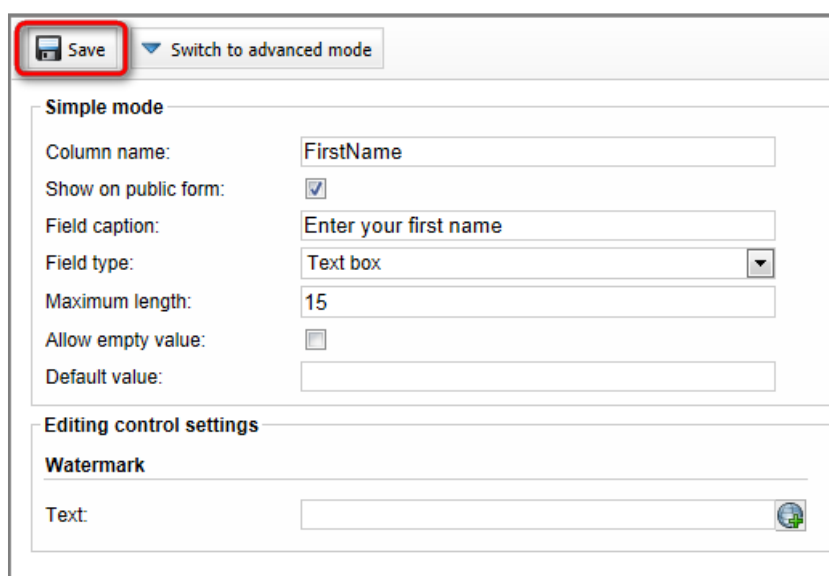 Save Switch to advanced mode
Simple mode
Column name: FirstName
Show on public form:
Field caption: Enter your first name
Field type: Text box
Maximum length: 15
Allow empty value:
Default value:
Editing control settings
Watermark
Text: